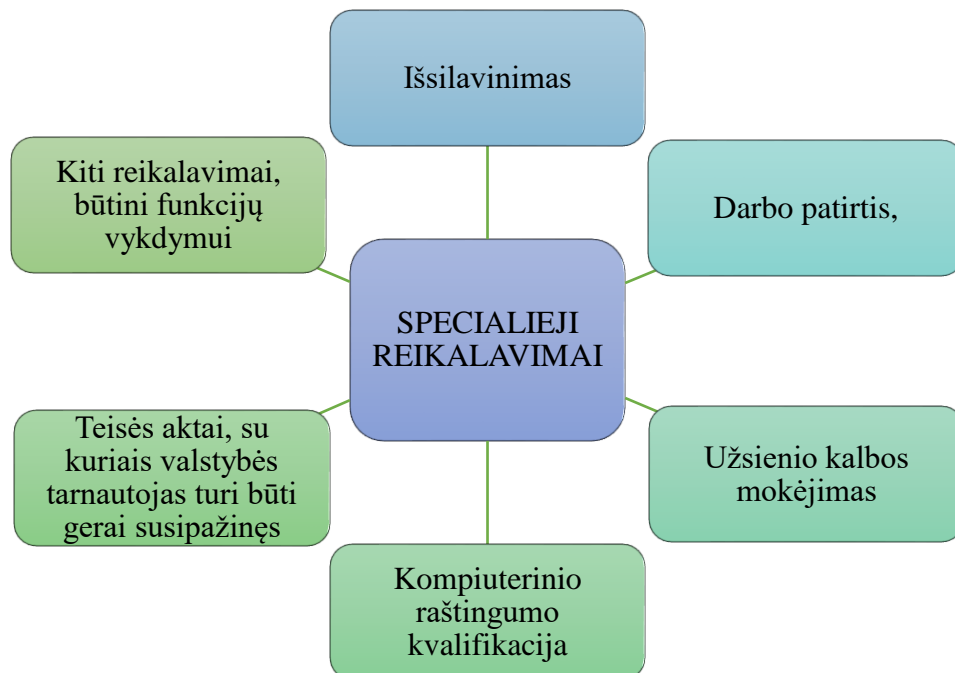 Išsilavinimas
Kiti reikalavimai,
būtini funkcijų
vykdymui
Darbo patirtis,
SPECIALIEJI
REIKALAVIMAI
Teisės aktai, su
kuriais valstybės
tarnautojas turi būti
gerai susipažinęs
Užsienio kalbos
mokėjimas
Kompiuterinio
raštingumo
kvalifikacija